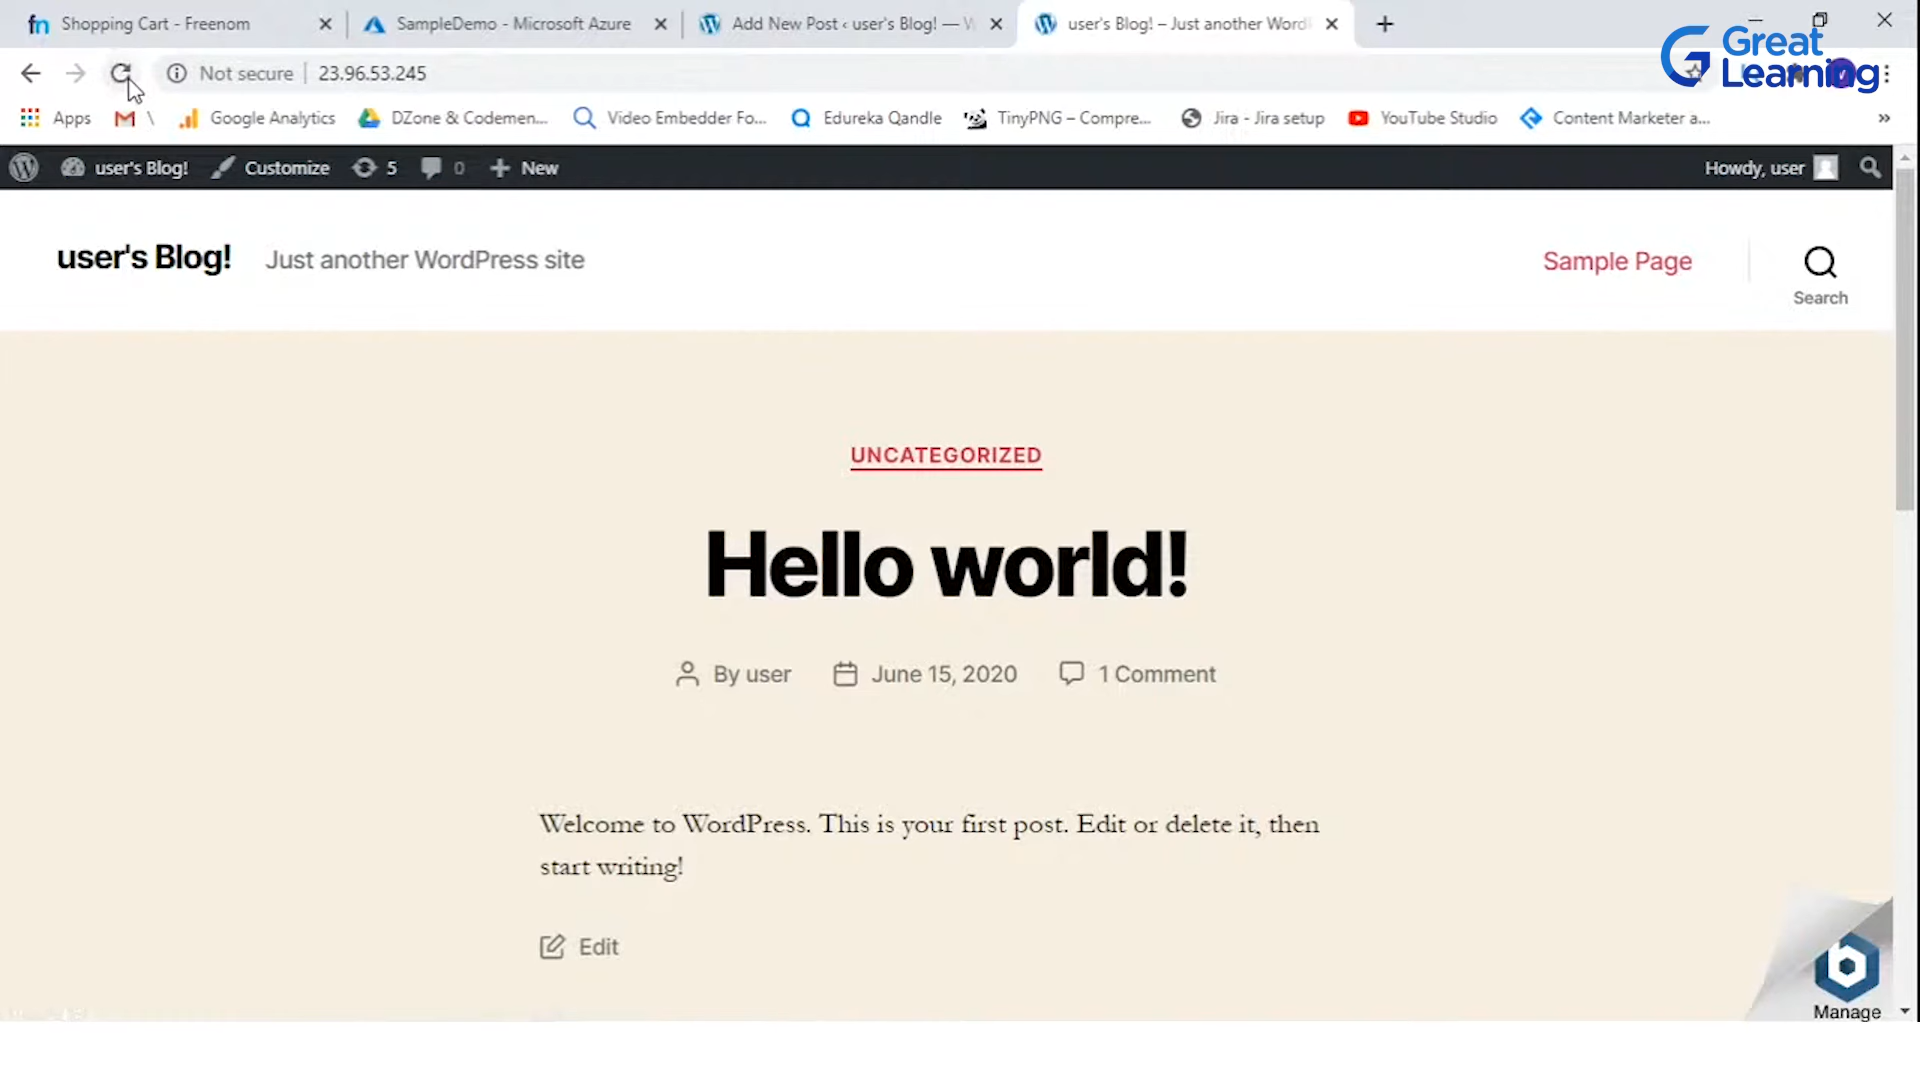 Shopping Cart - Freenom
SampleDemo - Microsoft Azure
Add New Post ‹ user's Blog! —
user's Blog! – Just another Word
Great
Learning
Not secure
23.96.53.245
Apps
\
Google Analytics
DZone & Codemen...
Video Embedder Fo...
Edureka Qandle
TinyPNG – Compre...
Jira - Jira setup
YouTube Studio
Content Marketer a...
»
user's Blog!
Customize
5
0
New
Howdy, user
user's Blog!
Just another WordPress site
Sample Page
Search
UNCATEGORIZED
Hello world!
By user
June 15, 2020
1 Comment
Welcome to WordPress. This is your first post. Edit or delete it, then
start writing!
Edit
Manage